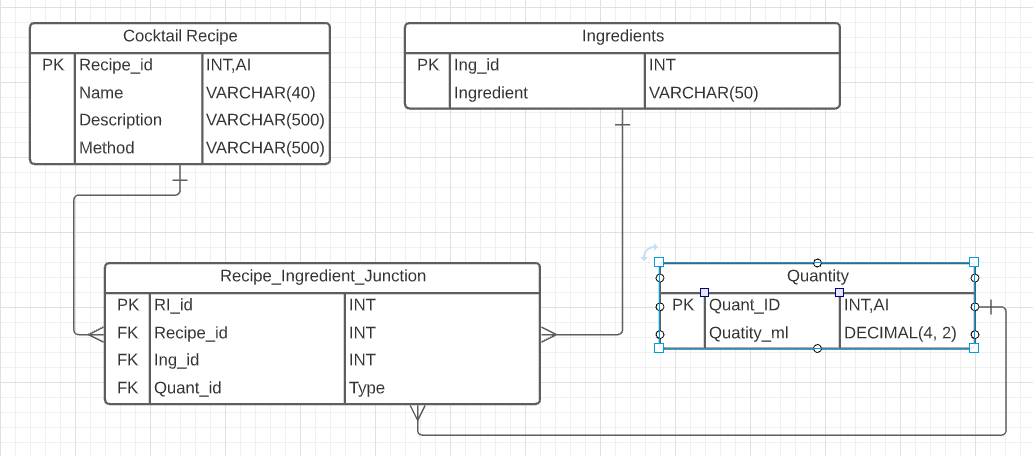 Cocktail Recipe
PK Recipe_id INT,AI
Name VARCHAR(40)
Description VARCHAR(500)
Method VARCHAR(500)
Ingredients
PK Ing_id INT
Ingredient VARCHAR(50)
Recipe_Ingredient_Junction
PK RI_id INT
FK Recipe_id INT
FK Ing_id INT
FK Quant_id Type
Quantity
PK Quant_ID INT,AI
Quatity_ml DECIMAL(4, 2)